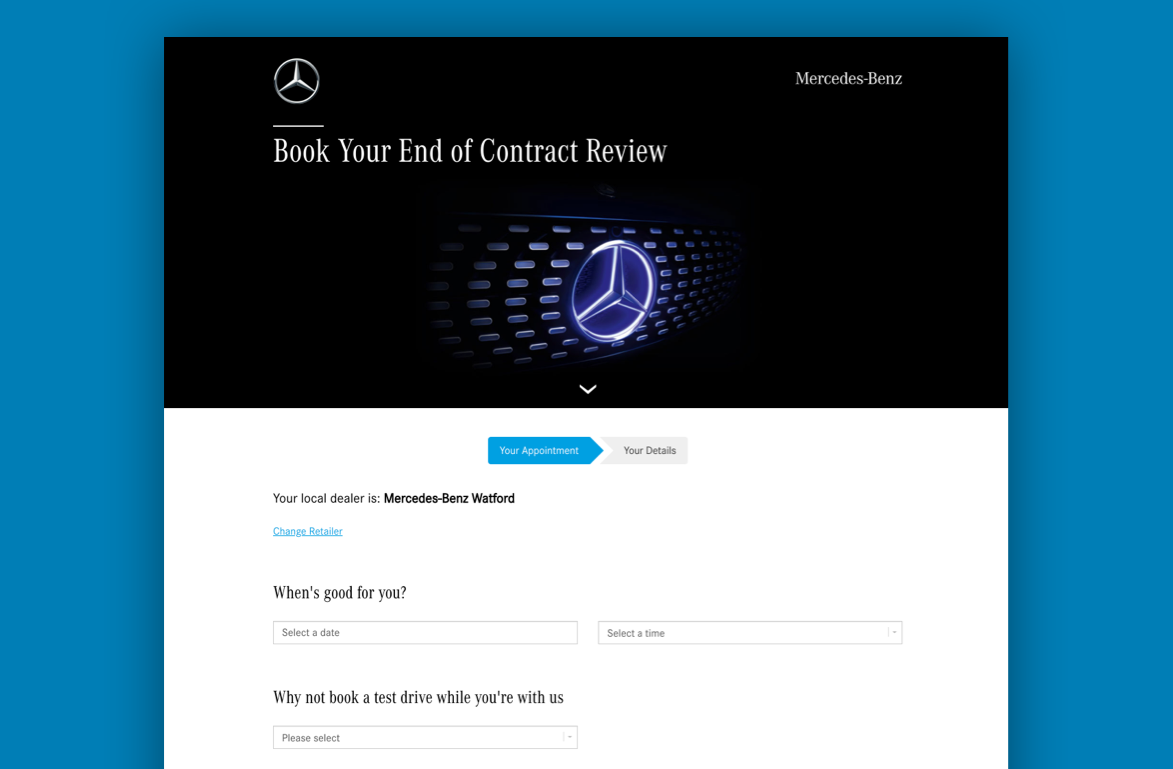 Mercedes-Benz
Book Your End of Contract Review
Your Appointment
Your Details
Your local dealer is: Mercedes-Benz Watford
Change Retailer
When's good for you?
Select a date
Select a time
Why not book a test drive while you're with us
Please select